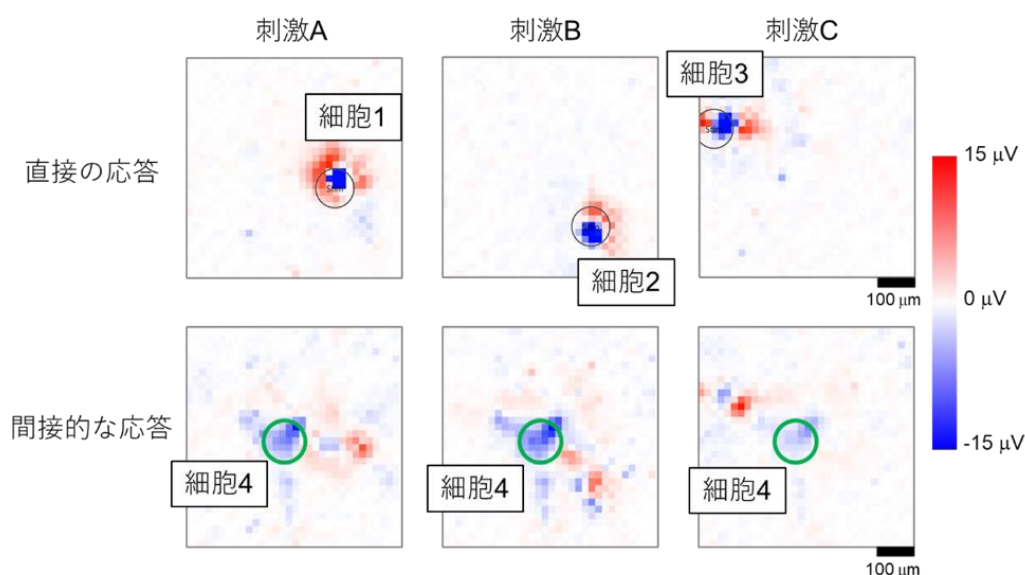 刺激A
刺激B
刺激C
直接の応答
細胞1
Stim
細胞2
細胞3
100 μm
15 μV
0 μV
-15 μV
間接的な応答
細胞4
細胞4
細胞4
100 μm